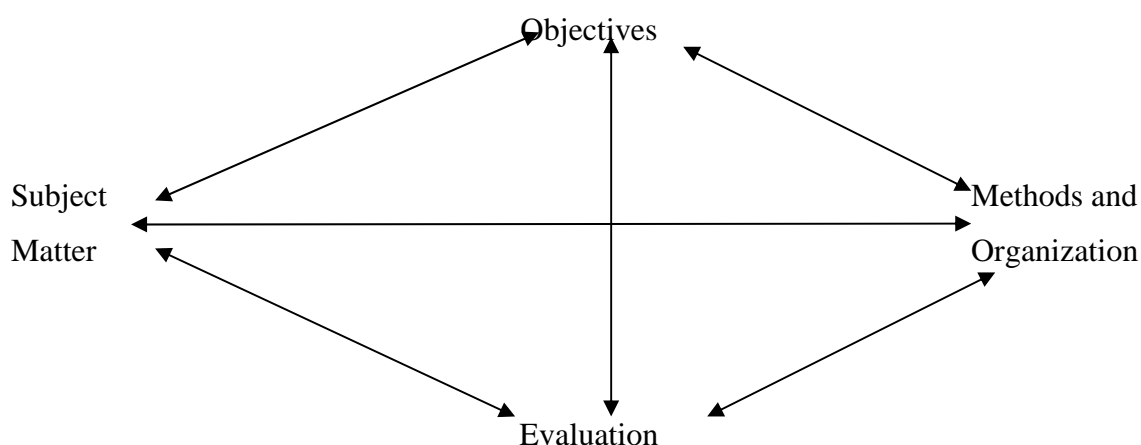 Objectives
Subject
Matter
Methods and
Organization
Evaluation